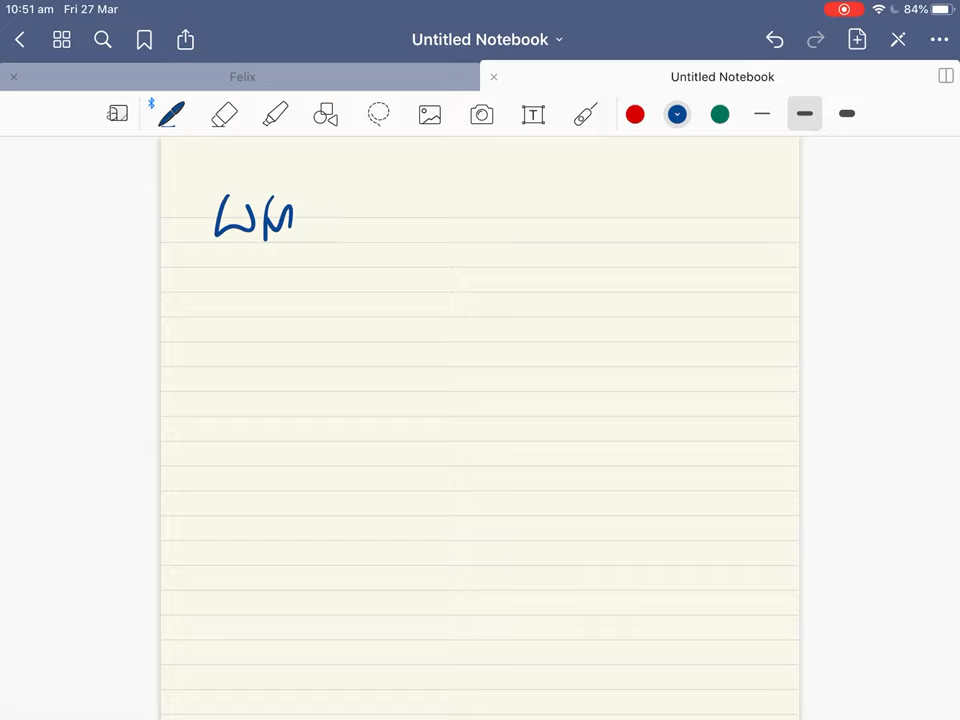 10:51 am Fri 27 Mar 84%
Untitled Notebook
Felix Untitled Notebook
T